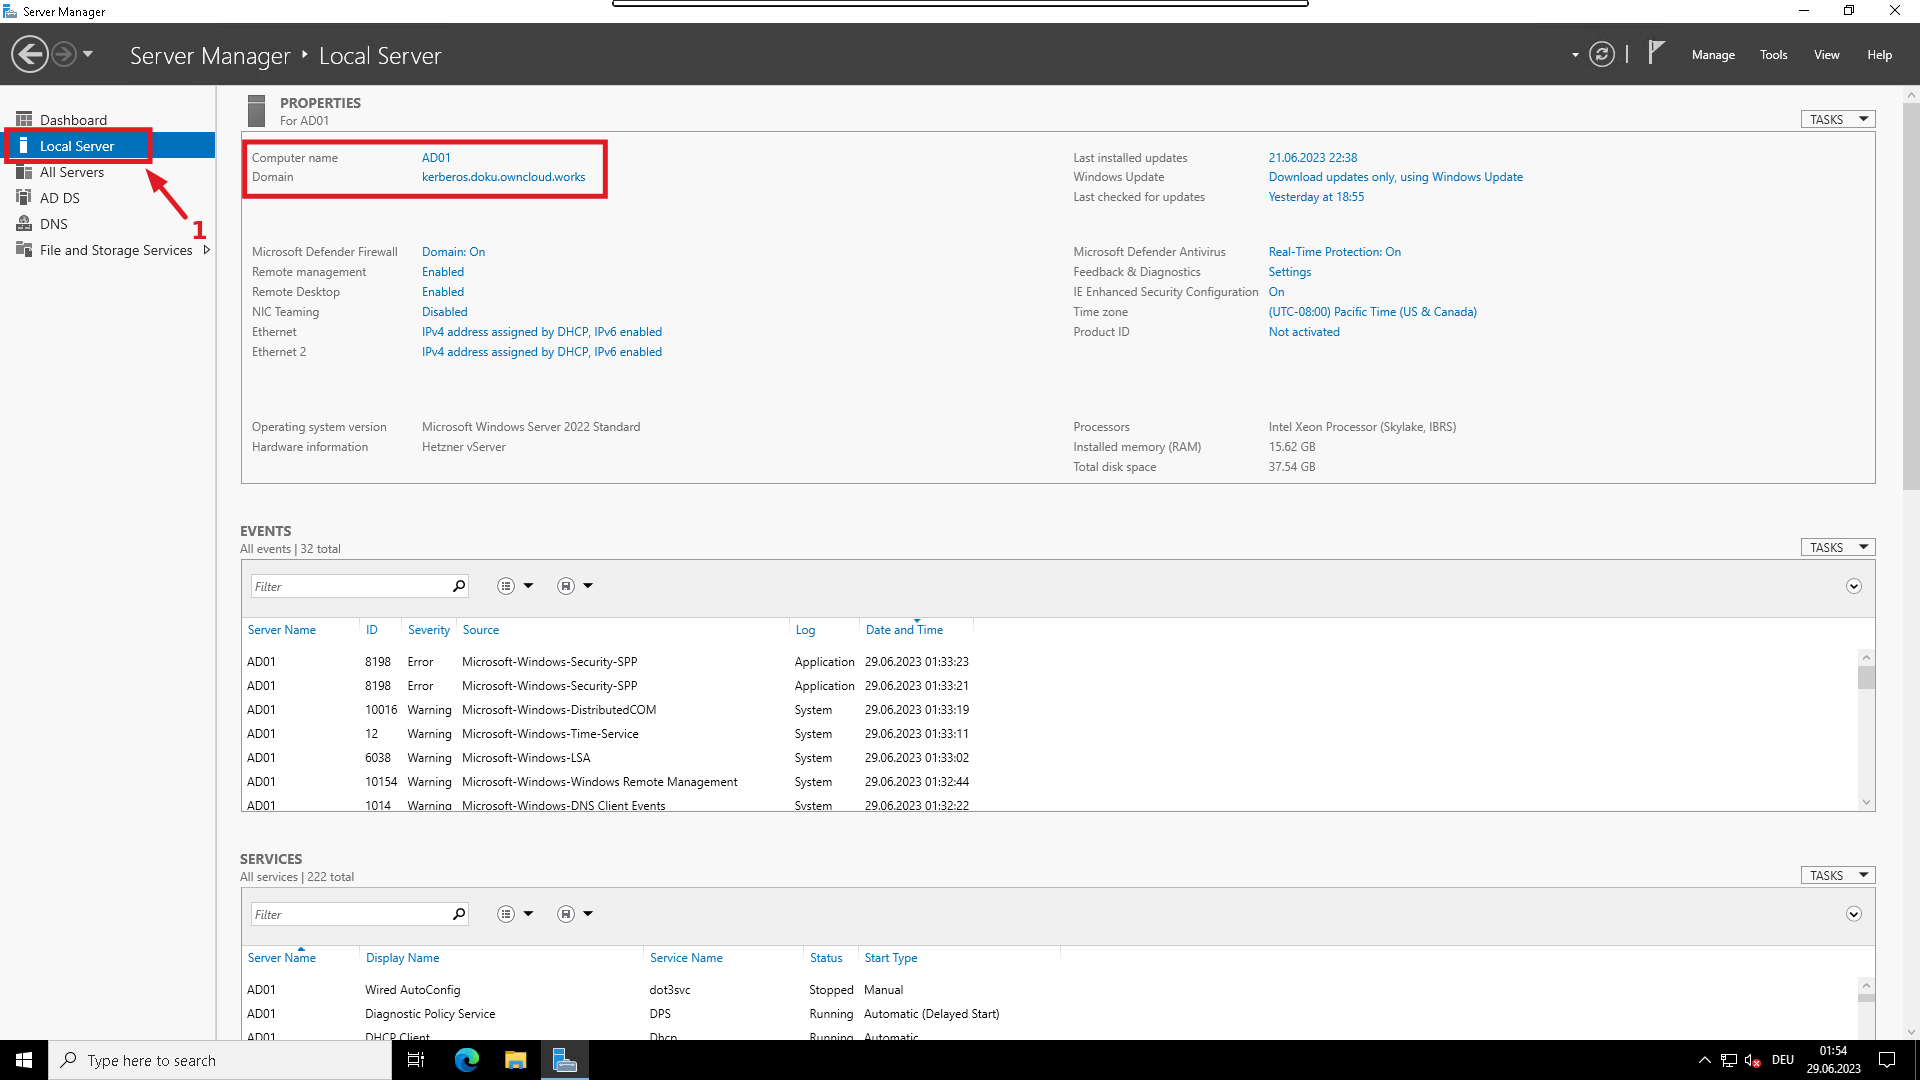 Server Manager
Server Manager ‣ Local Server
Manage Tools View Help
Dashboard
Local Server
All Servers
AD DS
DNS
File and Storage Services
1
PROPERTIES
For AD01
TASKS
Computer name AD01
Domain kerberos.doku.owncloud.works
Last installed updates 21.06.2023 22:38
Windows Update Download updates only, using Windows Update
Last checked for updates Yesterday at 18:55
Microsoft Defender Firewall Domain: On
Remote management Enabled
Remote Desktop Enabled
NIC Teaming Disabled
Ethernet IPv4 address assigned by DHCP, IPv6 enabled
Ethernet 2 IPv4 address assigned by DHCP, IPv6 enabled
Microsoft Defender Antivirus Real-Time Protection: On
Feedback & Diagnostics Settings
IE Enhanced Security Configuration On
Time zone (UTC-08:00) Pacific Time (US & Canada)
Product ID Not activated
Operating system version Microsoft Windows Server 2022 Standard
Hardware information Hetzner vServer
Processors Intel Xeon Processor (Skylake, IBRS)
Installed memory (RAM) 15.62 GB
Total disk space 37.54 GB
EVENTS
All events | 32 total
TASKS
Filter
Server Name ID Severity Source Log Date and Time
AD01 8198 Error Microsoft-Windows-Security-SPP Application 29.06.2023 01:33:23
AD01 8198 Error Microsoft-Windows-Security-SPP Application 29.06.2023 01:33:21
AD01 10016 Warning Microsoft-Windows-DistributedCOM System 29.06.2023 01:33:19
AD01 12 Warning Microsoft-Windows-Time-Service System 29.06.2023 01:33:11
AD01 6038 Warning Microsoft-Windows-LSA System 29.06.2023 01:33:02
AD01 10154 Warning Microsoft-Windows-Windows Remote Management System 29.06.2023 01:32:44
AD01 1014 Warning Microsoft-Windows-DNS Client Events System 29.06.2023 01:32:22
SERVICES
All services | 222 total
TASKS
Filter
Server Name Display Name Service Name Status Start Type
AD01 Wired AutoConfig dot3svc Stopped Manual
AD01 Diagnostic Policy Service DPS Running Automatic (Delayed Start)
AD01 DHCP Client Dhcp Running Automatic
Type here to search
DEU
01:54
29.06.2023